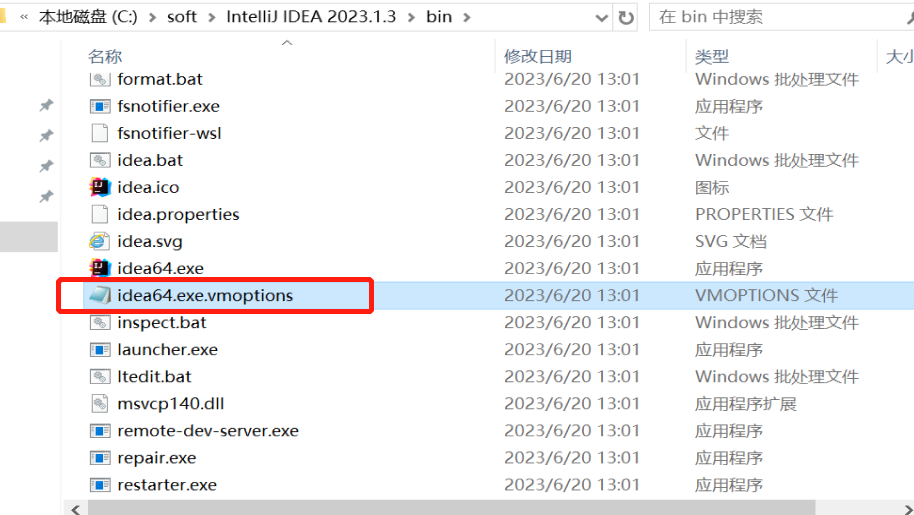 « 本地磁盘 (C:) > soft > IntelliJ IDEA 2023.1.3 > bin >
在 bin 中搜索
名称 修改日期 类型 大小
format.bat 2023/6/20 13:01 Windows 批处理文件
fsnotifier.exe 2023/6/20 13:01 应用程序
fsnotifier-wsl 2023/6/20 13:01 文件
idea.bat 2023/6/20 13:01 Windows 批处理文件
idea.ico 2023/6/20 13:01 图标
idea.properties 2023/6/20 13:01 PROPERTIES 文件
idea.svg 2023/6/20 13:01 SVG 文档
idea64.exe 2023/6/20 13:01 应用程序
idea64.exe.vmoptions 2023/6/20 13:01 VMOPTIONS 文件
inspect.bat 2023/6/20 13:01 Windows 批处理文件
launcher.exe 2023/6/20 13:01 应用程序
ltedit.bat 2023/6/20 13:01 Windows 批处理文件
msvcp140.dll 2023/6/20 13:01 应用程序扩展
remote-dev-server.exe 2023/6/20 13:01 应用程序
repair.exe 2023/6/20 13:01 应用程序
restarter.exe 2023/6/20 13:01 应用程序